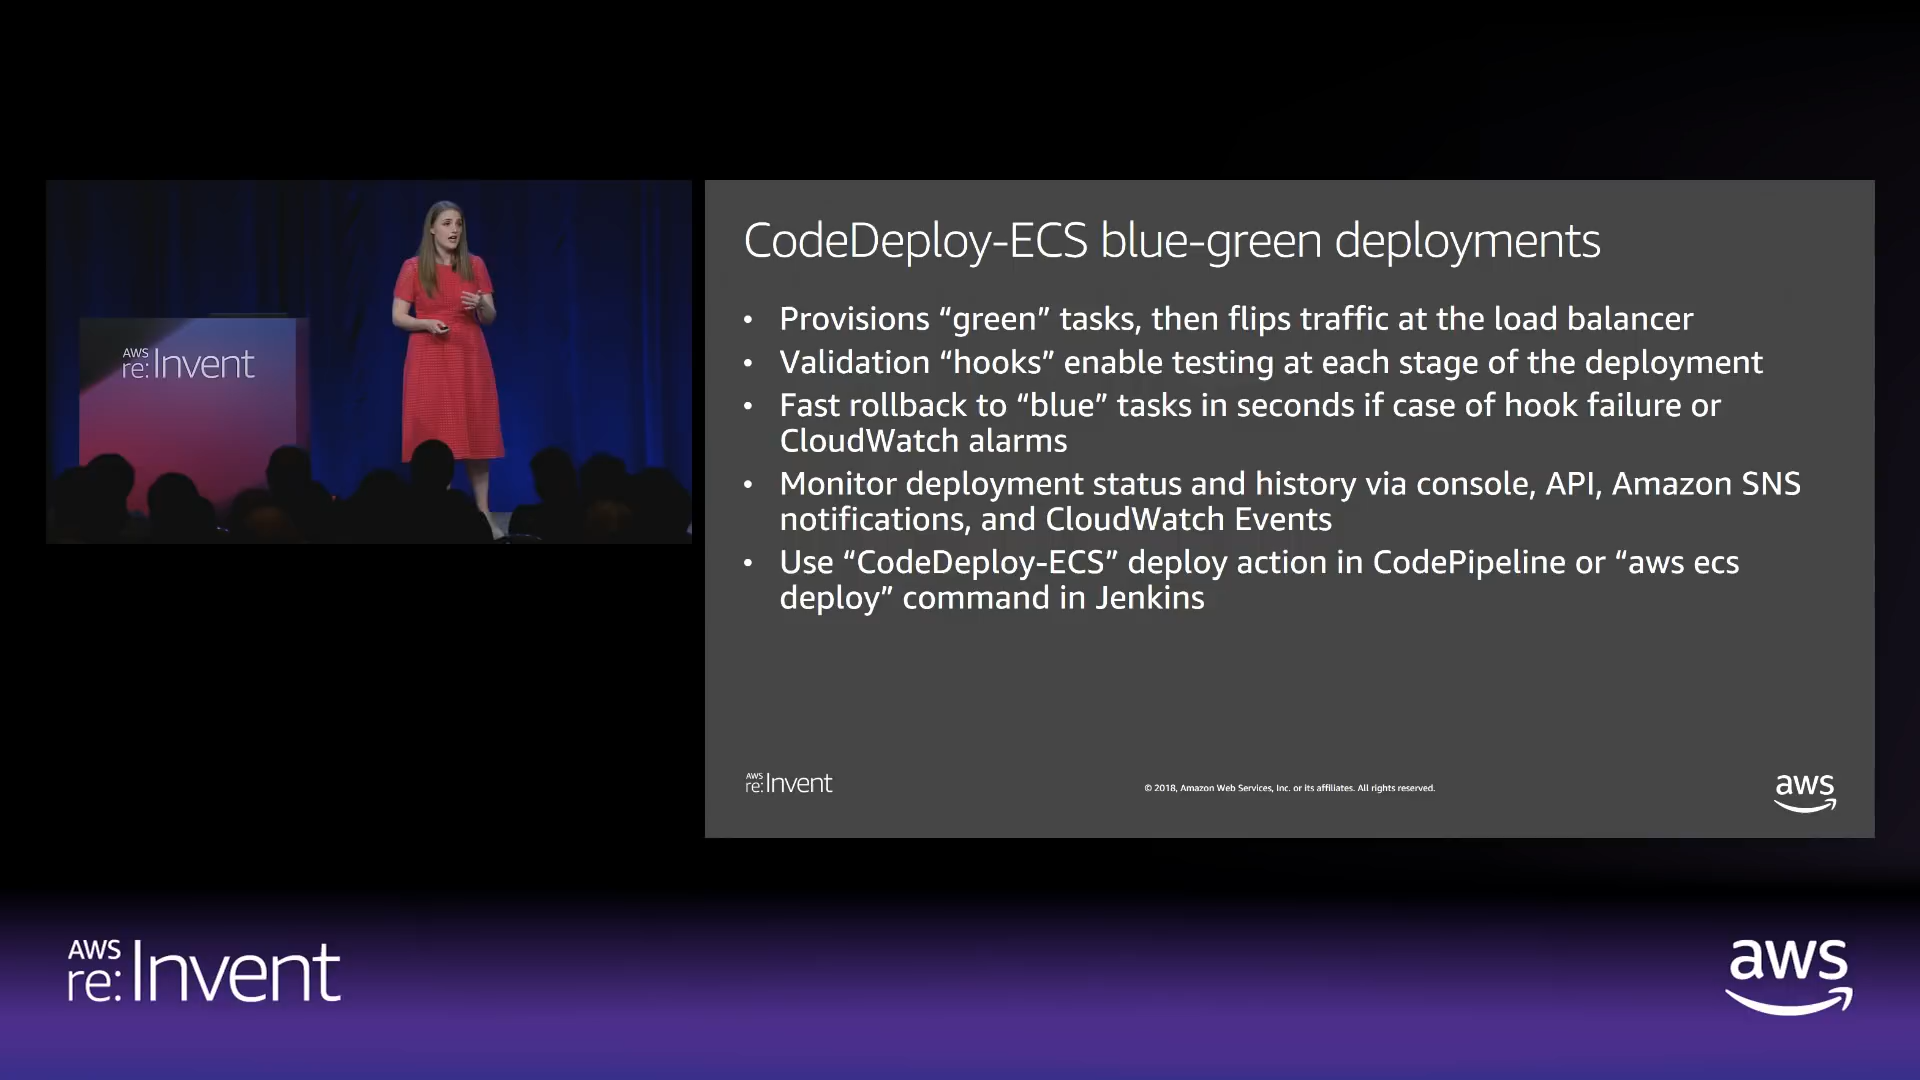 AWS
re:Invent
CodeDeploy-ECS blue-green deployments
• Provisions “green” tasks, then flips traffic at the load balancer
• Validation “hooks” enable testing at each stage of the deployment
• Fast rollback to “blue” tasks in seconds if case of hook failure or
CloudWatch alarms
• Monitor deployment status and history via console, API, Amazon SNS
notifications, and CloudWatch Events
• Use “CodeDeploy-ECS” deploy action in CodePipeline or “aws ecs
deploy” command in Jenkins
AWS
re:Invent
© 2018, Amazon Web Services, Inc. or its affiliates. All rights reserved.
aws
AWS
re:Invent
aws